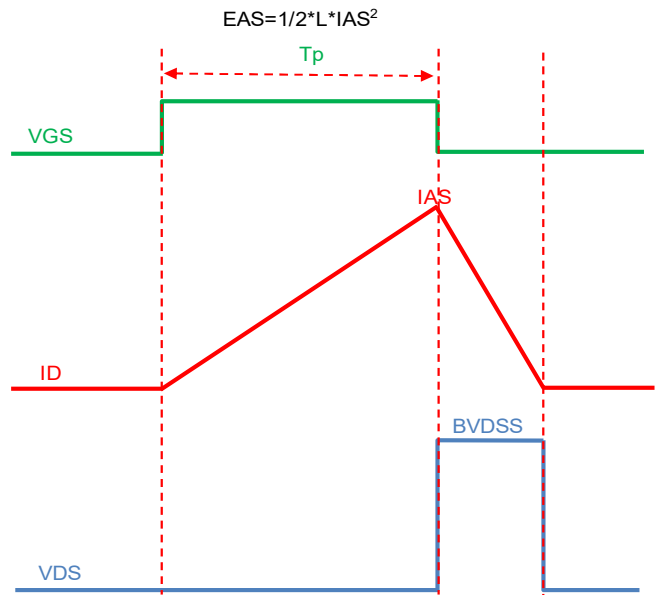 EAS=1/2*L*IAS²
Tp
VGS
IAS
ID
BVDSS
VDS